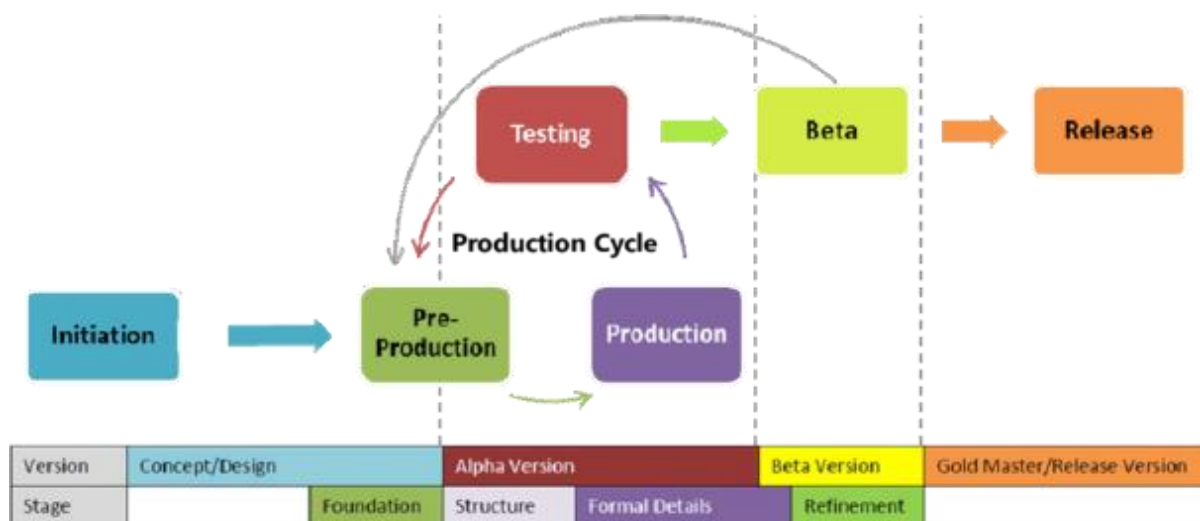 Testing
Beta
Release
Production Cycle
Initiation
Pre-
Production
Production
Version Concept/Design Alpha Version Beta Version Gold Master/Release Version
Stage Foundation Structure Formal Details Refinement